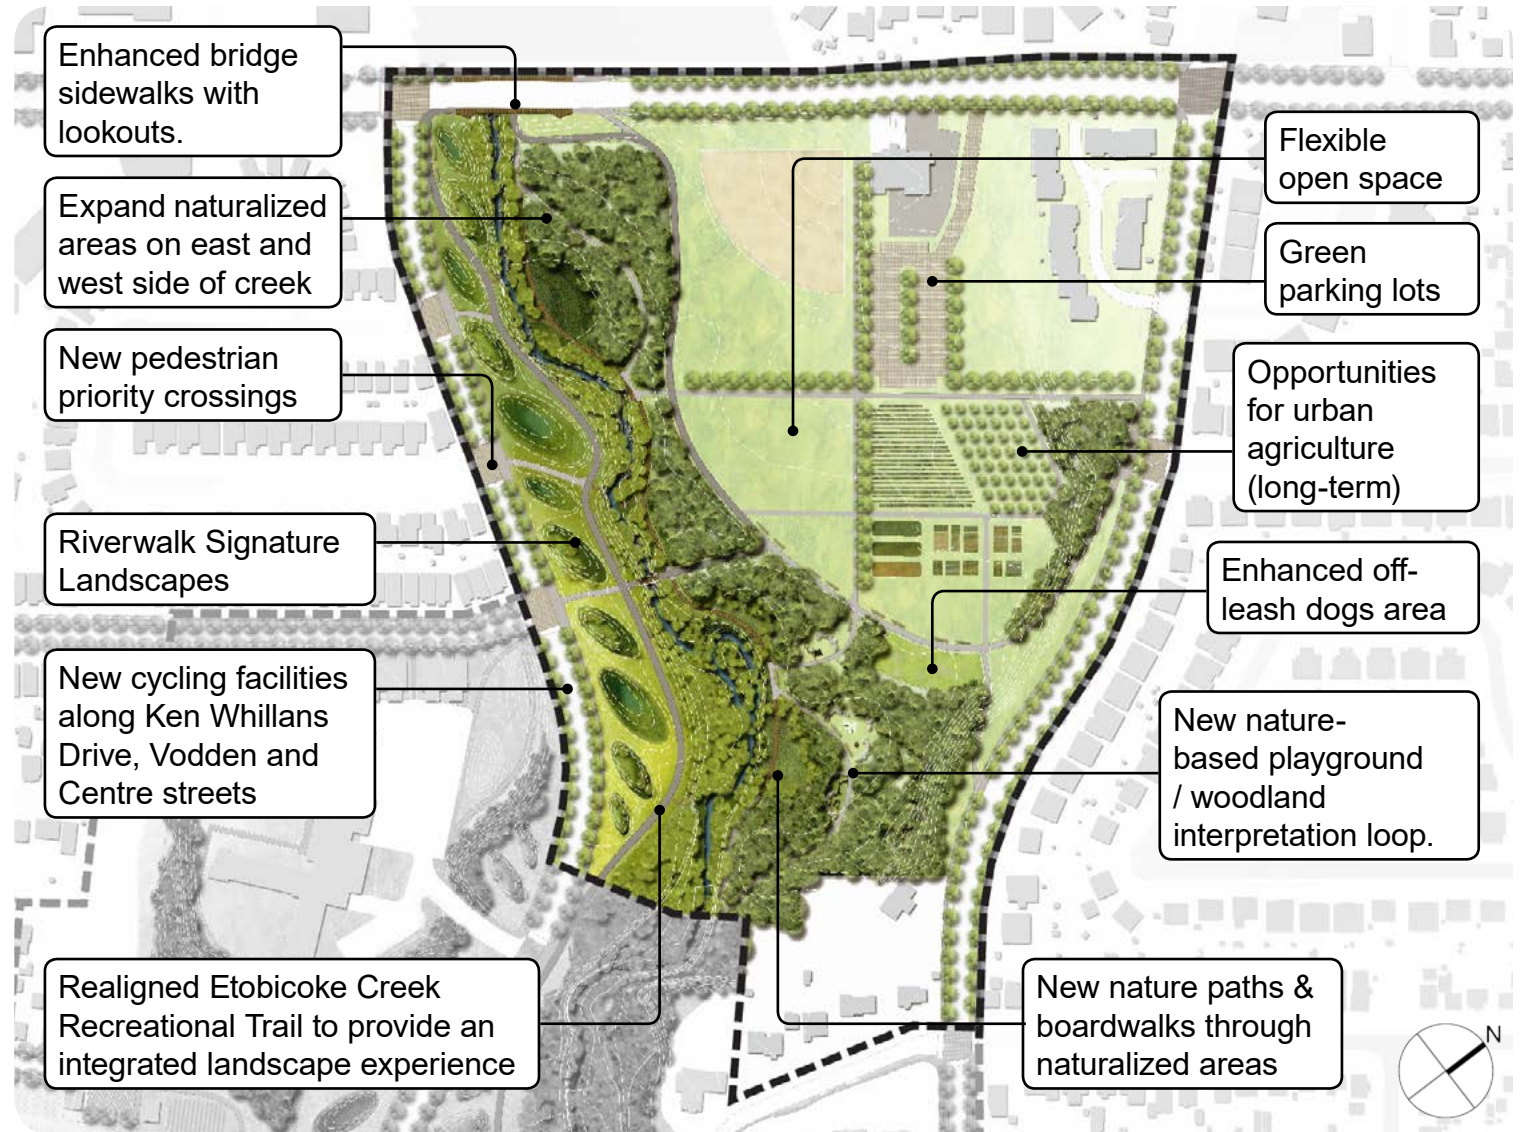 Enhanced bridge
sidewalks with
lookouts.
Expand naturalized
areas on east and
west side of creek
New pedestrian
priority crossings
Riverwalk Signature
Landscapes
New cycling facilities
along Ken Whillans
Drive, Vodden and
Centre streets
Realigned Etobicoke Creek
Recreational Trail to provide an
integrated landscape experience
Flexible
open space
Green
parking lots
Opportunities
for urban
agriculture
(long-term)
Enhanced off-
leash dogs area
New nature-
based playground
/ woodland
interpretation loop.
New nature paths &
boardwalks through
naturalized areas
N